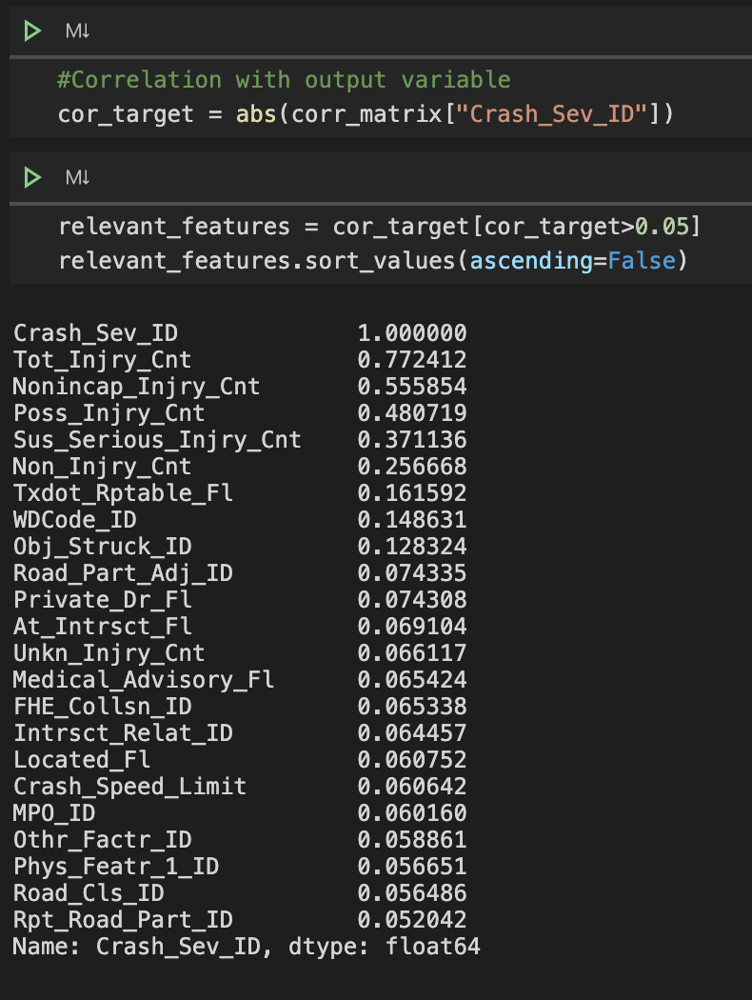 M↓
#Correlation with output variable
cor_target = abs(corr_matrix["Crash_Sev_ID"])
M↓
relevant_features = cor_target[cor_target>0.05]
relevant_features.sort_values(ascending=False)
Crash_Sev_ID 1.000000
Tot_Injry_Cnt 0.772412
Nonincap_Injry_Cnt 0.555854
Poss_Injry_Cnt 0.480719
Sus_Serious_Injry_Cnt 0.371136
Non_Injry_Cnt 0.256668
Txdot_Rptable_Fl 0.161592
WDCode_ID 0.148631
Obj_Struck_ID 0.128324
Road_Part_Adj_ID 0.074335
Private_Dr_Fl 0.074308
At_Intrsct_Fl 0.069104
Unkn_Injry_Cnt 0.066117
Medical_Advisory_Fl 0.065424
FHE_Collsn_ID 0.065338
Intrsct_Relat_ID 0.064457
Located_Fl 0.060752
Crash_Speed_Limit 0.060642
MPO_ID 0.060160
Othr_Factr_ID 0.058861
Phys_Featr_1_ID 0.056651
Road_Cls_ID 0.056486
Rpt_Road_Part_ID 0.052042
Name: Crash_Sev_ID, dtype: float64